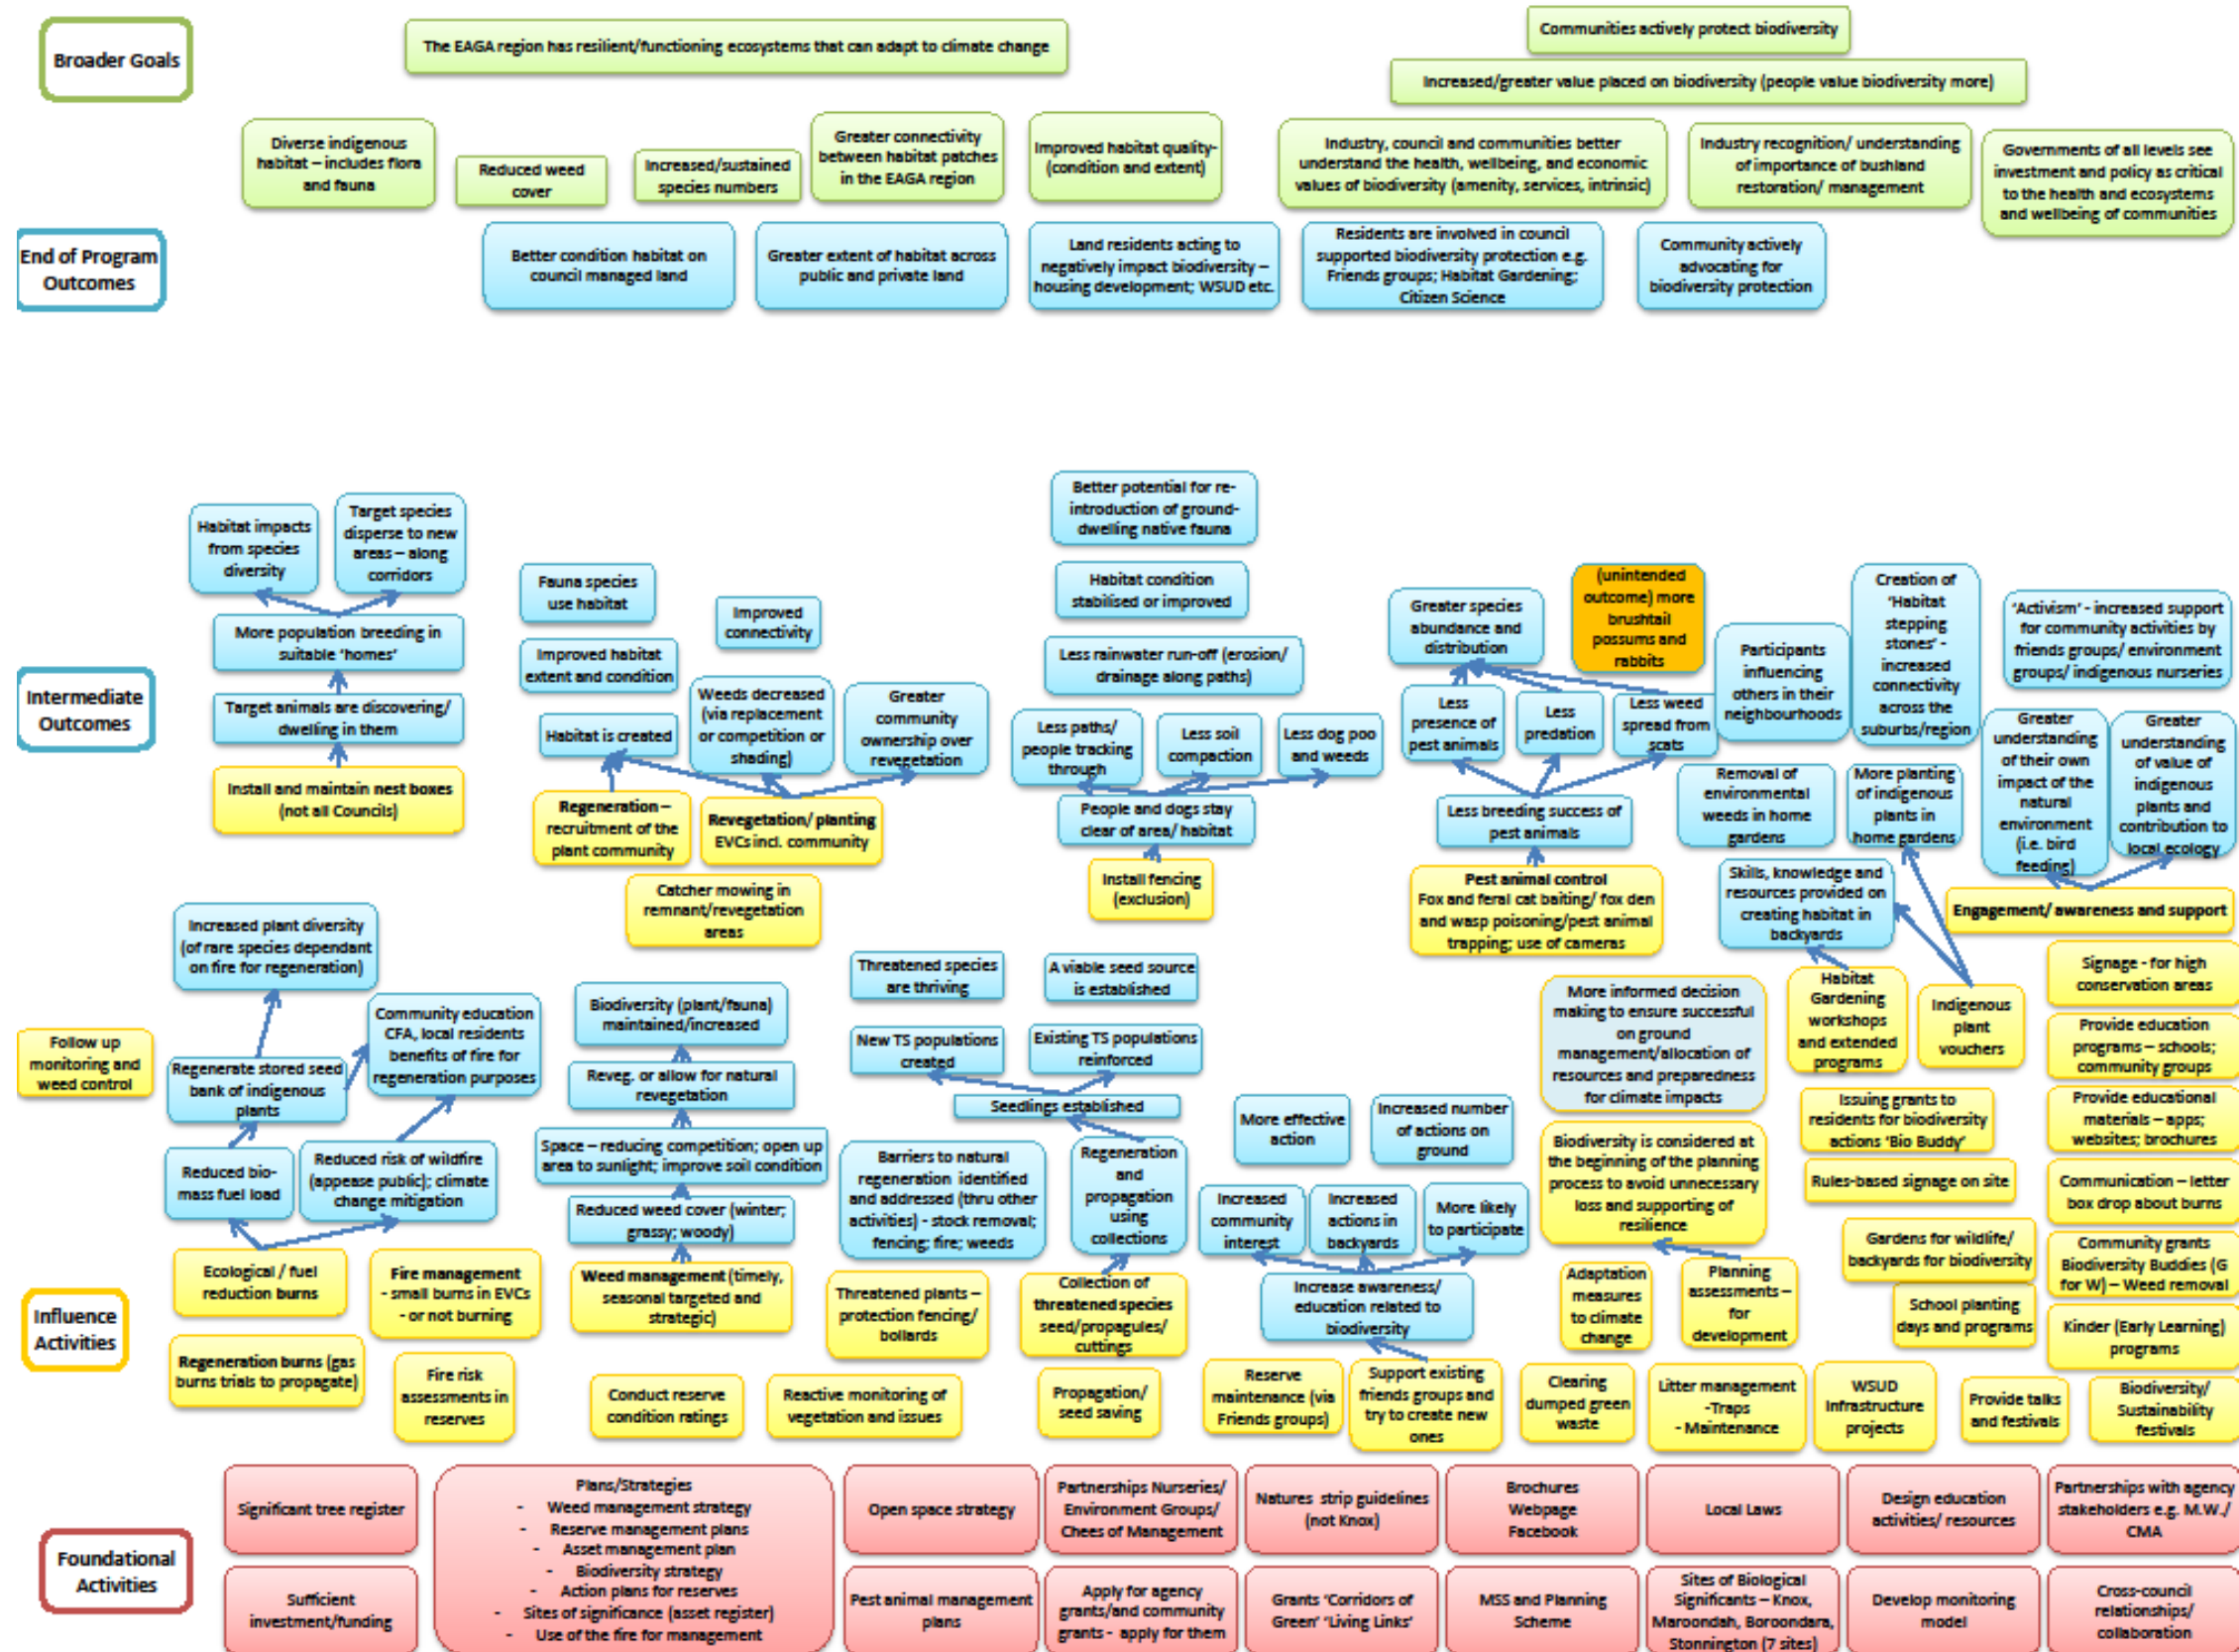 Broader Goals
The EAGA region has resilient/functioning ecosystems that can adapt to climate change
Communities actively protect biodiversity
Increased/greater value placed on biodiversity (people value biodiversity more)
Diverse indigenous
habitat – includes flora
and fauna
Reduced weed
cover
Increased/sustained
species numbers
Greater connectivity
between habitat patches
in the EAGA region
Improved habitat quality-
(condition and extent)
Industry, council and communities better
understand the health, wellbeing, and economic
values of biodiversity (amenity, services, intrinsic)
Industry recognition/ understanding
of importance of bushland
restoration/ management
Governments of all levels see
investment and policy as critical
to the health and ecosystems
and wellbeing of communities
End of Program
Outcomes
Better condition habitat on
council managed land
Greater extent of habitat across
public and private land
Land residents acting to
negatively impact biodiversity –
housing development; WSUD etc.
Residents are involved in council
supported biodiversity protection e.g.
Friends groups; Habitat Gardening;
Citizen Science
Community actively
advocating for
biodiversity protection
Intermediate
Outcomes
Habitat impacts
from species
diversity
Target species
disperse to new
areas – along
corridors
More population breeding in
suitable 'homes'
Target animals are discovering/
dwelling in them
Install and maintain nest boxes
(not all Councils)
Fauna species
use habitat
Improved
connectivity
Improved habitat
extent and condition
Habitat is created
Weeds decreased
(via replacement
or competition or
shading)
Greater
community
ownership over
revegetation
Regeneration –
recruitment of the
plant community
Revegetation/ planting
EVCs incl. community
Catcher mowing in
remnant/revegetation
areas
Better potential for re-
introduction of ground-
dwelling native fauna
Habitat condition
stabilised or improved
Less rainwater run-off (erosion/
drainage along paths)
Less paths/
people tracking
through
Less soil
compaction
Less dog poo
and weeds
People and dogs stay
clear of area/ habitat
Install fencing
(exclusion)
Greater species
abundance and
distribution
(unintended
outcome) more
brushtail
possums and
rabbits
Less
presence of
pest animals
Less
predation
Less weed
spread from
scats
Less breeding success of
pest animals
Pest animal control
Fox and feral cat baiting/ fox den
and wasp poisoning/pest animal
trapping; use of cameras
Participants
influencing
others in their
neighbourhoods
Creation of
'Habitat
stepping
stones' -
increased
connectivity
across the
suburbs/region
'Activism' - increased support
for community activities by
friends groups/ environment
groups/ indigenous nurseries
Removal of
environmental
weeds in home
gardens
More planting
of indigenous
plants in
home gardens
Greater
understanding
of their own
impact of the
natural
environment
(i.e. bird
feeding)
Greater
understanding
of value of
indigenous
plants and
contribution to
local ecology
Skills, knowledge and
resources provided on
creating habitat in
backyards
Engagement/ awareness and support
Influence
Activities
Follow up
monitoring and
weed control
Increased plant diversity
(of rare species dependant
on fire for regeneration)
Community education
CFA, local residents
benefits of fire for
regeneration purposes
Regenerate stored seed
bank of indigenous
plants
Reduced bio-
mass fuel load
Reduced risk of wildfire
(appease public); climate
change mitigation
Ecological / fuel
reduction burns
Fire management
- small burns in EVCs
- or not burning
Regeneration burns (gas
burns trials to propagate)
Fire risk
assessments in
reserves
Biodiversity (plant/fauna)
maintained/increased
Reveg. or allow for natural
revegetation
Space – reducing competition; open up
area to sunlight; improve soil condition
Reduced weed cover (winter;
grassy; woody)
Weed management (timely,
seasonal targeted and
strategic)
Conduct reserve
condition ratings
Reactive monitoring of
vegetation and issues
Threatened species
are thriving
A viable seed source
is established
New TS populations
created
Existing TS populations
reinforced
Seedlings established
Barriers to natural
regeneration identified
and addressed (thru other
activities) - stock removal;
fencing; fire; weeds
Regeneration
and
propagation
using
collections
Threatened plants –
protection fencing/
bollards
Collection of
threatened species
seed/propagules/
cuttings
Propagation/
seed saving
More effective
action
Increased number
of actions on
ground
Increased
community
interest
Increased
actions in
backyards
More likely
to participate
Increase awareness/
education related to
biodiversity
Reserve
maintenance (via
Friends groups)
Support existing
friends groups and
try to create new
ones
More informed decision
making to ensure successful
on ground
management/allocation of
resources and preparedness
for climate impacts
Biodiversity is considered at
the beginning of the planning
process to avoid unnecessary
loss and supporting of
resilience
Adaptation
measures
to climate
change
Planning
assessments –
for
development
Clearing
dumped green
waste
Litter management
-Traps
- Maintenance
WSUD
Infrastructure
projects
Habitat
Gardening
workshops
and extended
programs
Indigenous
plant
vouchers
Issuing grants to
residents for biodiversity
actions 'Bio Buddy'
Rules-based signage on site
Gardens for wildlife/
backyards for biodiversity
School planting
days and programs
Provide talks
and festivals
Signage - for high
conservation areas
Provide education
programs – schools;
community groups
Provide educational
materials – apps;
websites; brochures
Communication – letter
box drop about burns
Community grants
Biodiversity Buddies (G
for W) – Weed removal
Kinder (Early Learning)
programs
Biodiversity/
Sustainability
festivals
Foundational
Activities
Significant tree register
Plans/Strategies
- Weed management strategy
- Reserve management plans
- Asset management plan
- Biodiversity strategy
- Action plans for reserves
- Sites of significance (asset register)
- Use of the fire for management
Open space strategy
Partnerships Nurseries/
Environment Groups/
Chees of Management
Natures strip guidelines
(not Knox)
Brochures
Webpage
Facebook
Local Laws
Design education
activities/ resources
Partnerships with agency
stakeholders e.g. M.W./
CMA
Sufficient
investment/funding
Pest animal management
plans
Apply for agency
grants/and community
grants - apply for them
Grants 'Corridors of
Green' 'Living Links'
MSS and Planning
Scheme
Sites of Biological
Significants – Knox,
Maroondah, Boroondara,
Stonnington (7 sites)
Develop monitoring
model
Cross-council
relationships/
collaboration